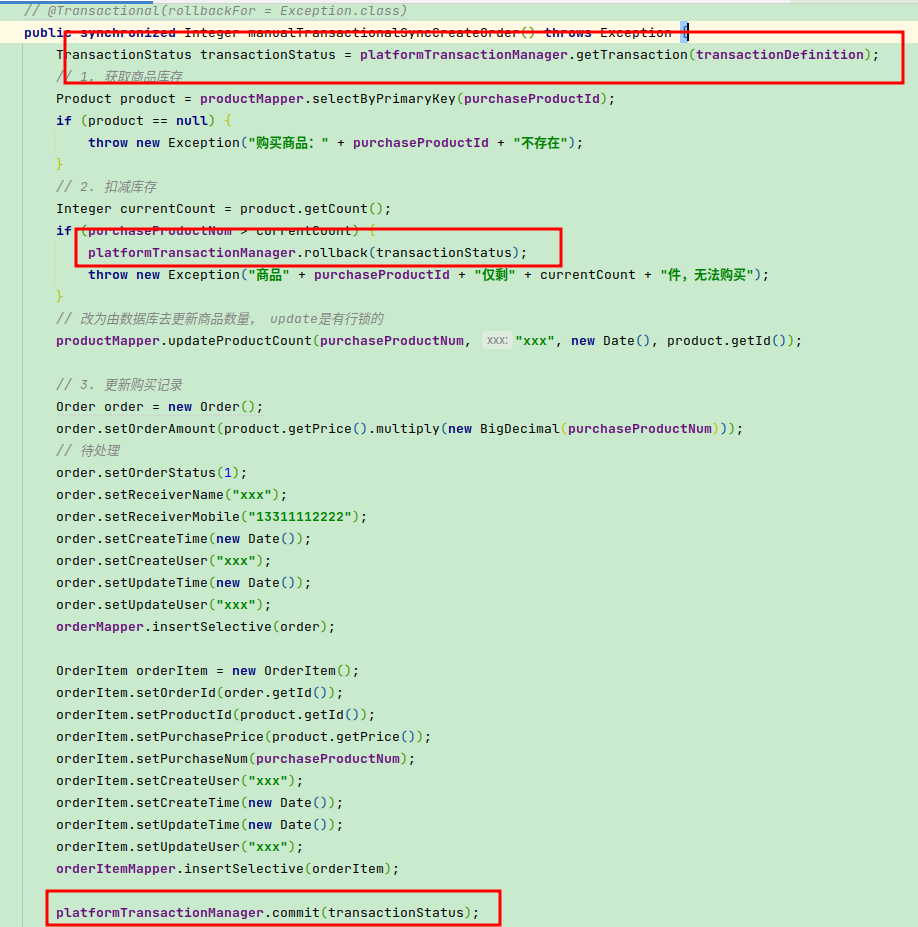 // @Transactional(rollbackFor = Exception.class)
public synchronized Integer manualTransactionalSyncCreateOrder() throws Exception {
TransactionStatus transactionStatus = platformTransactionManager.getTransaction(transactionDefinition);
// 1. 获取商品库存
Product product = productMapper.selectByPrimaryKey(purchaseProductId);
if (product == null) {
throw new Exception("购买商品：" + purchaseProductId + "不存在");
}
// 2. 扣减库存
Integer currentCount = product.getCount();
if (purchaseProductNum > currentCount) {
platformTransactionManager.rollback(transactionStatus);
throw new Exception("商品" + purchaseProductId + "仅剩" + currentCount + "件，无法购买");
}
// 改为由数据库去更新商品数量， update是有行锁的
productMapper.updateProductCount(purchaseProductNum, xxx: "xxx", new Date(), product.getId());
// 3. 更新购买记录
Order order = new Order();
order.setOrderAmount(product.getPrice().multiply(new BigDecimal(purchaseProductNum)));
// 待处理
order.setOrderStatus(1);
order.setReceiverName("xxx");
order.setReceiverMobile("13311112222");
order.setCreateTime(new Date());
order.setCreateUser("xxx");
order.setUpdateTime(new Date());
order.setUpdateUser("xxx");
orderMapper.insertSelective(order);
OrderItem orderItem = new OrderItem();
orderItem.setOrderId(order.getId());
orderItem.setProductId(product.getId());
orderItem.setPurchasePrice(product.getPrice());
orderItem.setPurchaseNum(purchaseProductNum);
orderItem.setCreateUser("xxx");
orderItem.setCreateTime(new Date());
orderItem.setUpdateTime(new Date());
orderItem.setUpdateUser("xxx");
orderItemMapper.insertSelective(orderItem);
platformTransactionManager.commit(transactionStatus);